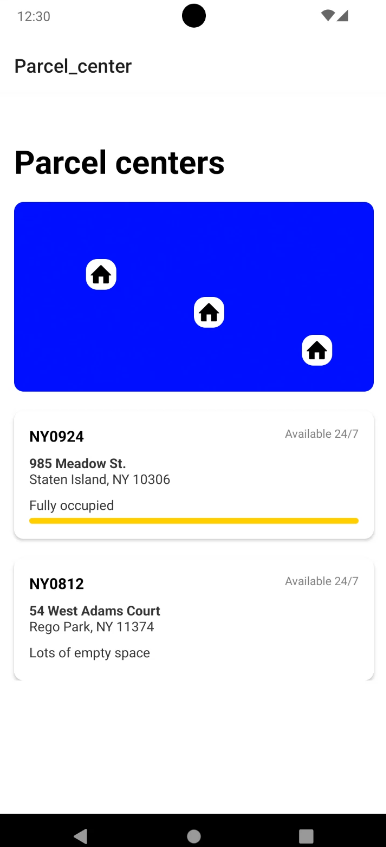 12:30
Parcel_center
Parcel centers
NY0924
Available 24/7
985 Meadow St.
Staten Island, NY 10306
Fully occupied
NY0812
Available 24/7
54 West Adams Court
Rego Park, NY 11374
Lots of empty space